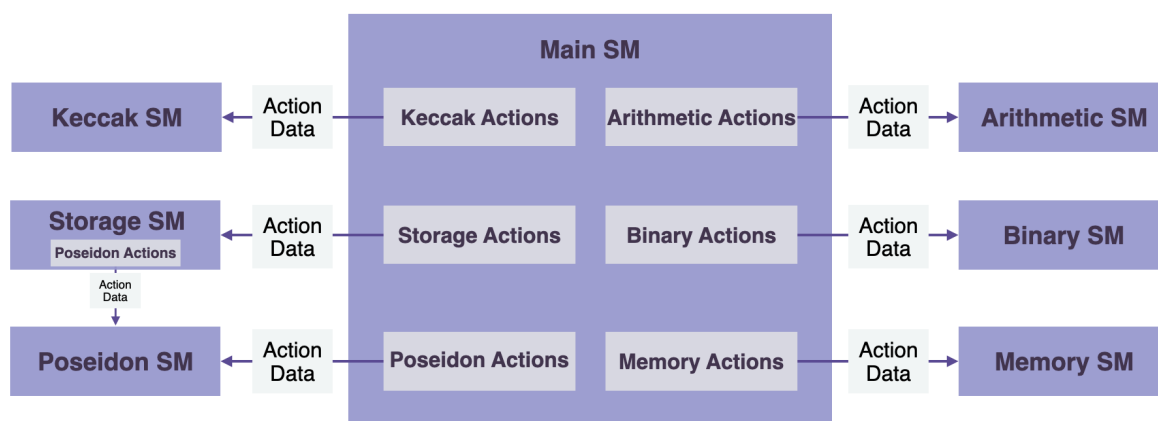 Main SM
Keccak SM
Action
Data
Keccak Actions
Arithmetic Actions
Action
Data
Arithmetic SM
Storage SM
Poseidon Actions
Action
Data
Storage Actions
Binary Actions
Action
Data
Binary SM
Action
Data
Poseidon SM
Action
Data
Poseidon Actions
Memory Actions
Action
Data
Memory SM